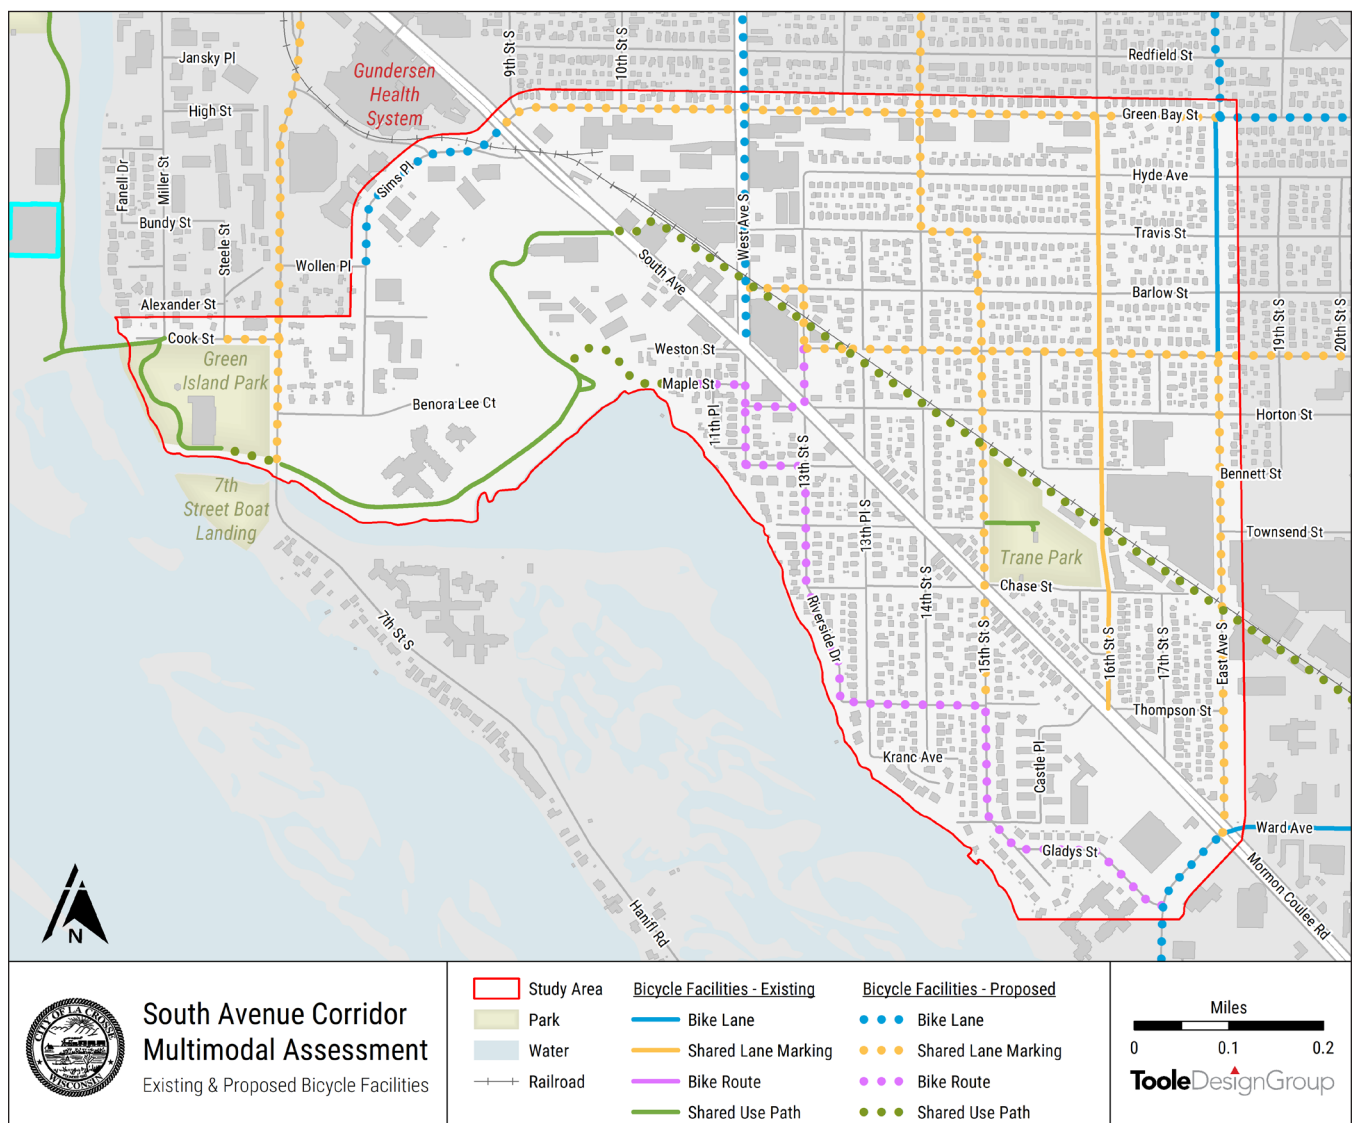 Jansky Pl
High St
Farnell Dr
Miller St
Bundy St
Steele St
Wollen Pl
Alexander St
Cook St
Green
Island Park
7th
Street Boat
Landing
Gundersen
Health
System
Sims Pl
9th St S
10th St S
West Ave S
South Ave
Redfield St
Green Bay St
Hyde Ave
Travis St
Barlow St
19th St S
20th St S
Weston St
Maple St
11th Pl
Benora Lee Ct
Horton St
13th St S
Bennett St
13th Pl S
Townsend St
Trane Park
Chase St
14th St S
Riverside Dr
7th St S
15th St S
16th St S
17th St S
East Ave S
Thompson St
Kranc Ave
Castle Pl
Gladys St
Ward Ave
Mormon Coulee Rd
Hanifl Rd
N
CITY OF LA CROSSE
WISCONSIN
South Avenue Corridor
Multimodal Assessment
Existing & Proposed Bicycle Facilities
Study Area
Park
Water
Railroad
Bicycle Facilities - Existing
Bike Lane
Shared Lane Marking
Bike Route
Shared Use Path
Bicycle Facilities - Proposed
Bike Lane
Shared Lane Marking
Bike Route
Shared Use Path
Miles
0 0.1 0.2
TooleDesignGroup